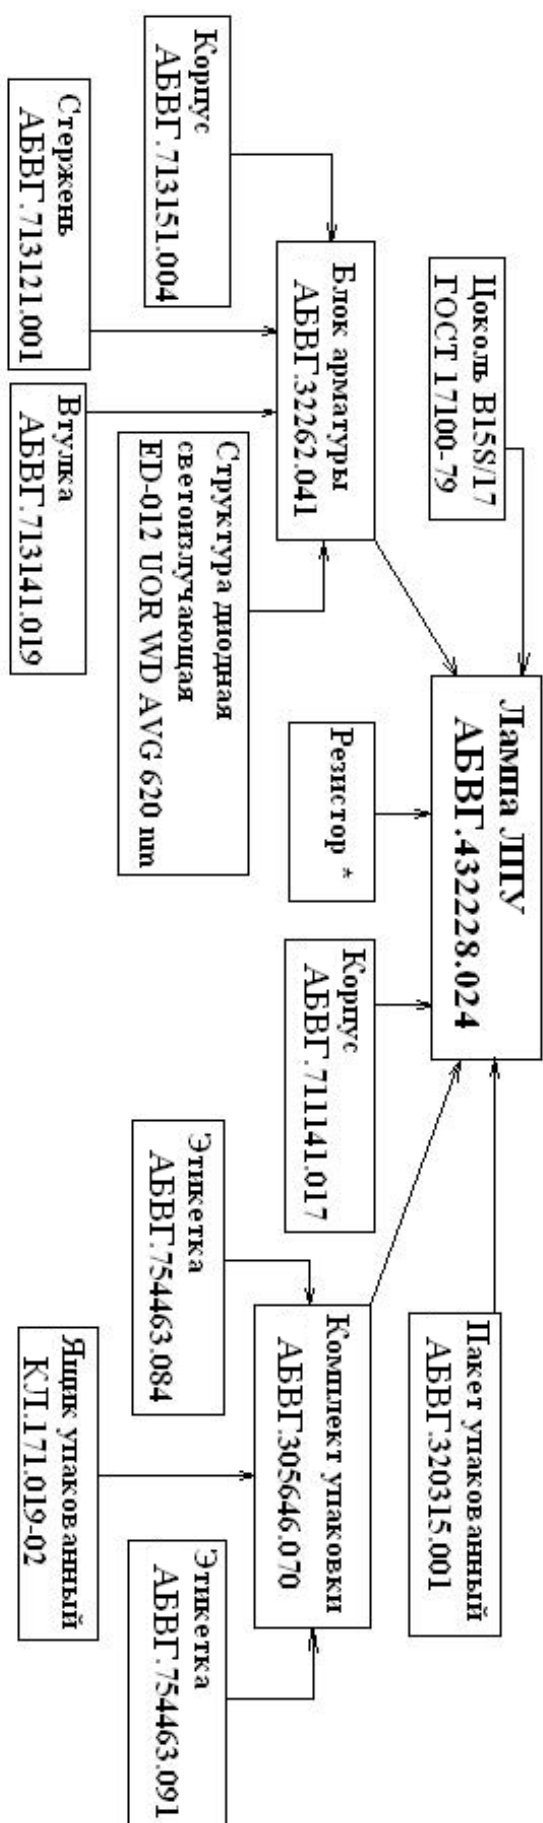 Лампа ЛПУ
АБВГ.432228.024
Цоколь B15S/17
ГОСТ 17100-79
Пакет упакованный
АБВГ.320315.001
Блок арматуры
АБВГ.32262.041
Резистор *
Корпус
АБВГ.711141.017
Комплект упаковки
АБВГ.305646.070
Корпус
АБВГ.713151.004
Структура диодная
светоизлучающая
ED-012 UOR WD AVG 620 nm
Этикетка
АБВГ.754463.084
Этикетка
АБВГ.754463.091
Стержень
АБВГ.713121.001
Втулка
АБВГ.713141.019
Ящик упакованный
КЛ.171.019-02